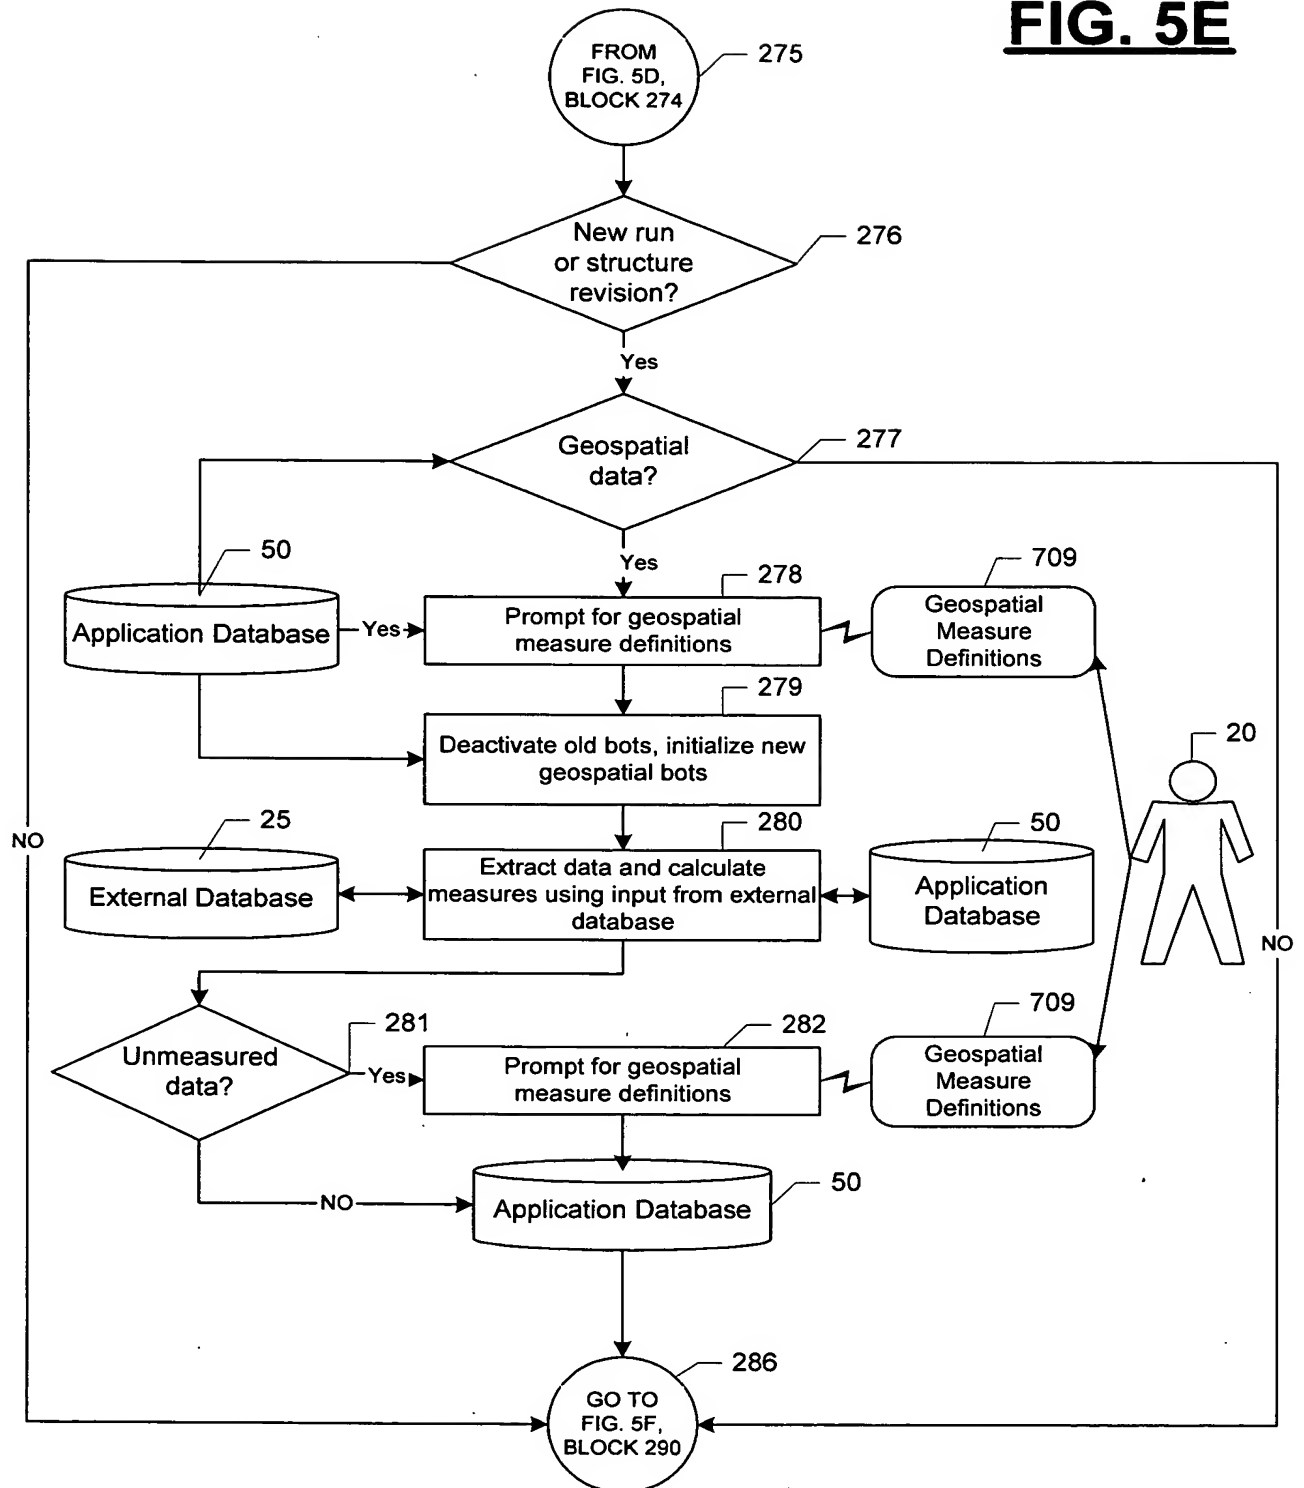 FIG. 5E
FROM
FIG. 5D,
BLOCK 274
275
New run
or structure
revision?
276
Yes
Geospatial
data?
277
Yes
50
Application Database
Yes
278
Prompt for geospatial
measure definitions
709
Geospatial
Measure
Definitions
279
Deactivate old bots, initialize new
geospatial bots
20
NO
25
External Database
280
Extract data and calculate
measures using input from external
database
50
Application
Database
NO
Unmeasured
data?
281
Yes
282
Prompt for geospatial
measure definitions
709
Geospatial
Measure
Definitions
NO
Application Database
50
286
GO TO
FIG. 5F,
BLOCK 290